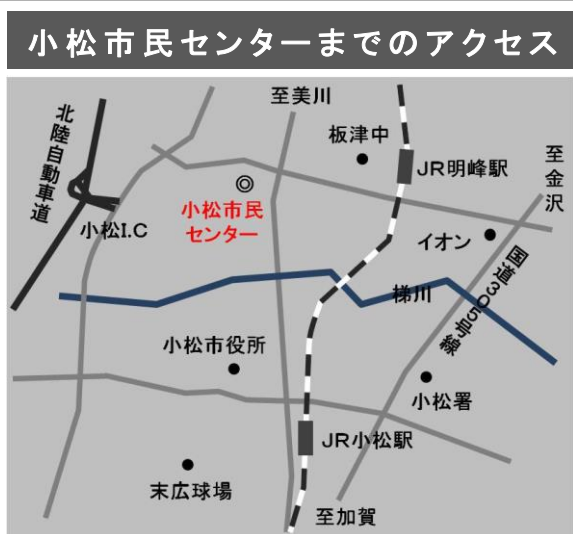 小松市民センターまでのアクセス
至美川
板津中
JR明峰駅
至金沢
北陸自動車道
小松I.C
小松市民
センター
イオン
国道305号線
梯川
小松市役所
小松署
JR小松駅
末広球場
至加賀